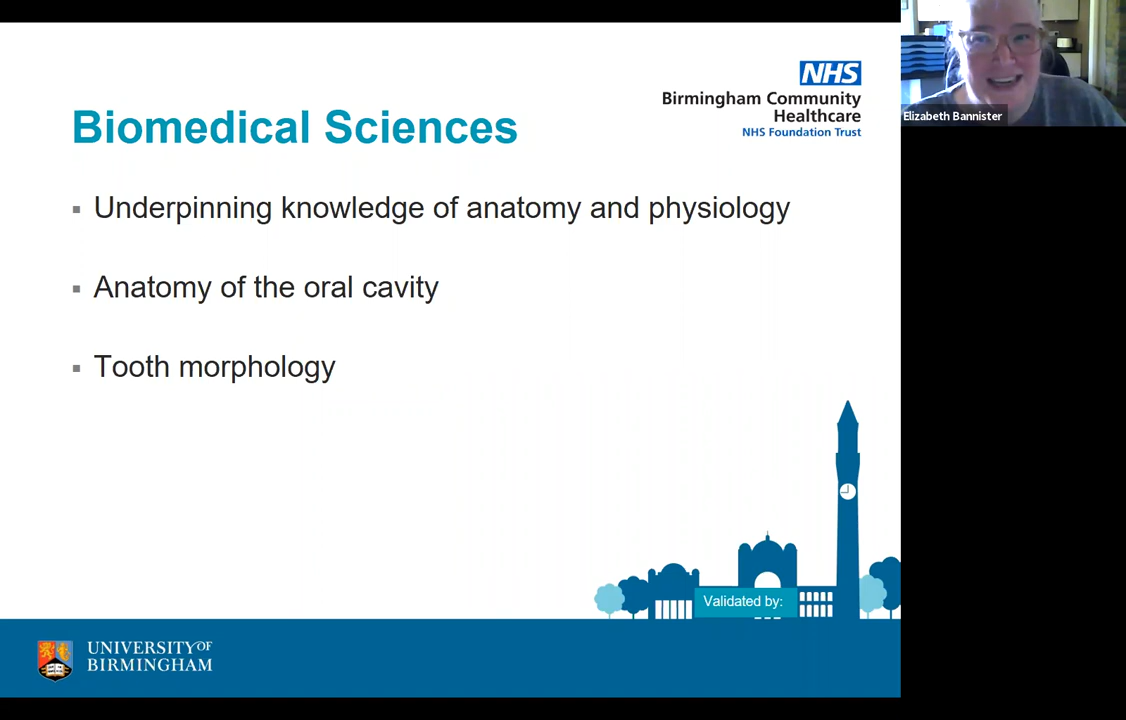 NHS
Birmingham Community
Healthcare
NHS Foundation Trust
Elizabeth Bannister
Biomedical Sciences
Underpinning knowledge of anatomy and physiology
Anatomy of the oral cavity
Tooth morphology
Validated by:
UNIVERSITY OF
BIRMINGHAM